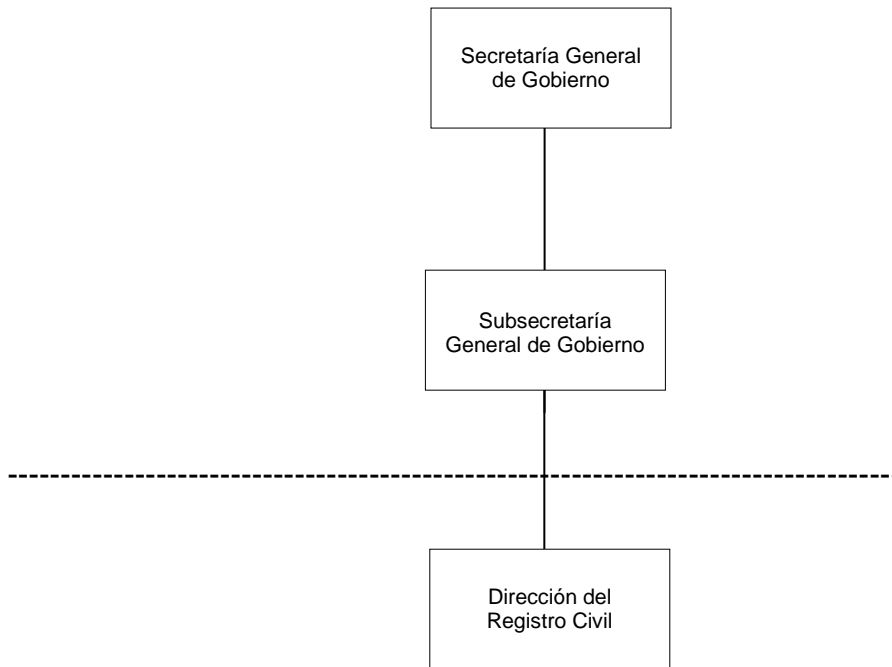 Secretaría General
de Gobierno
Subsecretaría
General de Gobierno
Dirección del
Registro Civil